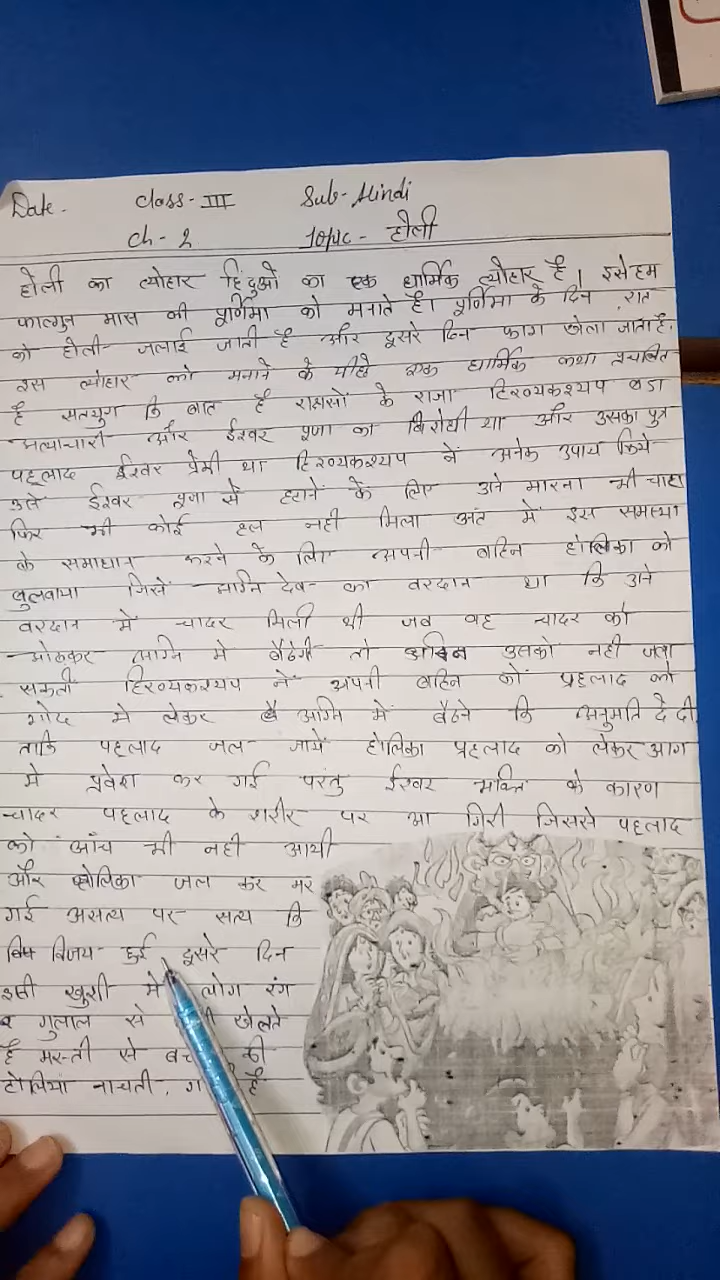 Date. Class-III Sub-Hindi
Ch-2 Topic- होली
होली का त्योहार हिंदुओं का एक धार्मिक त्योहार है। इसे हम
फाल्गुन मास की पूर्णिमा को मनाते है। पूर्णिमा के दिन रात
को होली जलाई जाती है और दूसरे दिन फाग खेला जाता है.
इस त्योहार को मनाने के पीछे एक धार्मिक कथा प्रचलित
है सतयुग कि बात है राक्षसों के राजा हिरण्यकश्यप बडा
अत्याचारी और ईश्वर पूजा का विरोधी था और उसका पुत्र
पह्लाद ईश्वर प्रेमी था हिरण्यकश्यप नें अनेक उपाय किये
उसे ईश्वर पूजा से हटानें के लिए उसे मारना भी चाहा
फिर भी कोई हल नही मिला अंत में इस समस्या
के समाधान करने के लिए अपनी बहिन होलिका को
बुलवाया जिसें अग्नि देव का वरदान था कि उसे
वरदान में चादर मिली थी जब वह चादर को
ओढकर अग्नि मे बैठेगी तो अग्नि उसको नही जला
सकती हिरण्यकश्यप नें अपनी बहिन को प्रहलाद को
गोद मे लेकर अग्नि में बैठने कि अनुमति दे दी
ताकि पहलाद जल जायें होलिका प्रहलाद को लेकर आग
मे प्रवेश कर गई परंतु ईश्वर भक्ति के कारण
चादर पहलाद के शरीर पर आ गिरी जिससे पहलाद
को आँच भी नही आयी
और होलिका जल कर मर
गई असत्य पर सत्य कि
विजय हुई दूसरे दिन
इसी खुशी मे लोग रंग
व गुलाल से खेलते
है मस्ती से की
टोलिया नाचती है